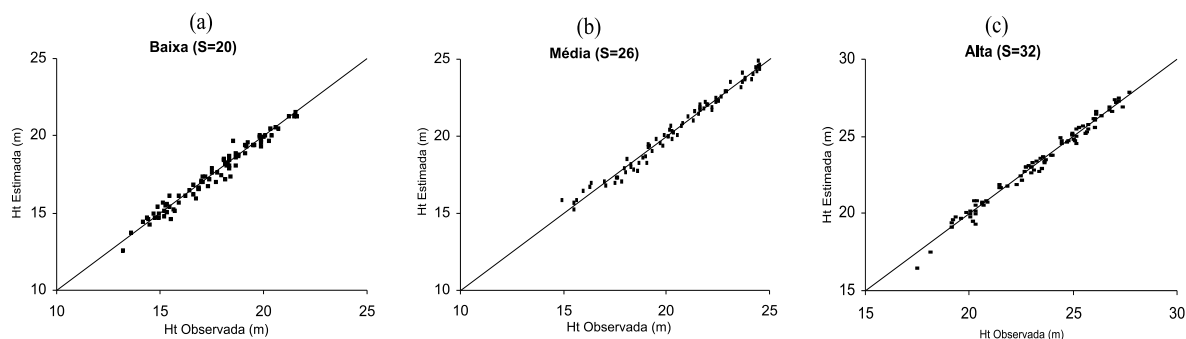 (a)
Baixa (S=20)
25
20
15
10
Ht Estimada (m)
10 15 20 25
Ht Observada (m)
(b)
Média (S=26)
25
20
15
10
Ht Estimada (m)
10 15 20 25
Ht Observada (m)
(c)
Alta (S=32)
30
25
20
15
Ht Estimada (m)
15 20 25 30
Ht Observada (m)